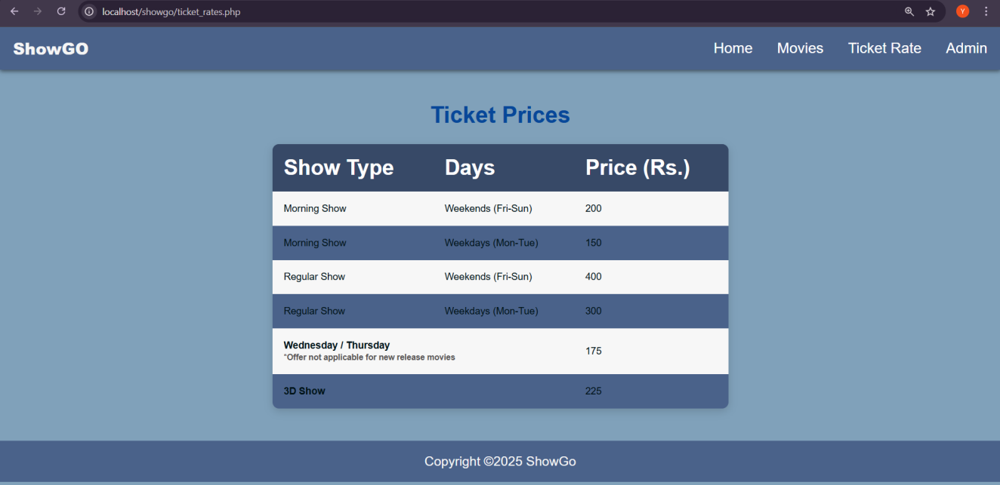 localhost/showgo/ticket_rates.php
Y
ShowGO
Home Movies Ticket Rate Admin
Ticket Prices
Show Type Days Price (Rs.)
Morning Show Weekends (Fri-Sun) 200
Morning Show Weekdays (Mon-Tue) 150
Regular Show Weekends (Fri-Sun) 400
Regular Show Weekdays (Mon-Tue) 300
Wednesday / Thursday 175
*Offer not applicable for new release movies
3D Show 225
Copyright ©2025 ShowGo